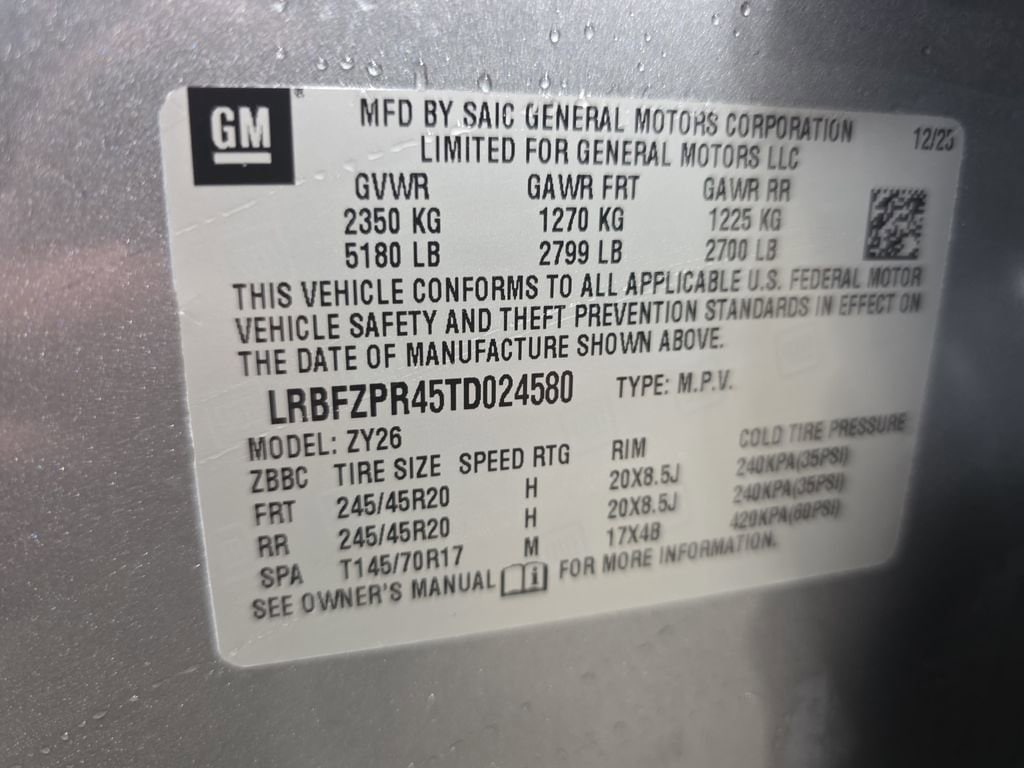 GM
MFD BY SAIC GENERAL MOTORS CORPORATION
LIMITED FOR GENERAL MOTORS LLC
12/25
GVWR GAWR FRT GAWR RR
2350 KG 1270 KG 1225 KG
5180 LB 2799 LB 2700 LB
THIS VEHICLE CONFORMS TO ALL APPLICABLE U.S. FEDERAL MOTOR
VEHICLE SAFETY AND THEFT PREVENTION STANDARDS IN EFFECT ON
THE DATE OF MANUFACTURE SHOWN ABOVE.
LRBFZPR45TD024580 TYPE: M.P.V.
MODEL: ZY26
ZBBC TIRE SIZE SPEED RTG RIM COLD TIRE PRESSURE
FRT 245/45R20 H 20X8.5J 240KPA(35PSI)
RR 245/45R20 H 20X8.5J 240KPA(35PSI)
SPA T145/70R17 M 17X4B 420KPA(60PSI)
SEE OWNER'S MANUAL FOR MORE INFORMATION.